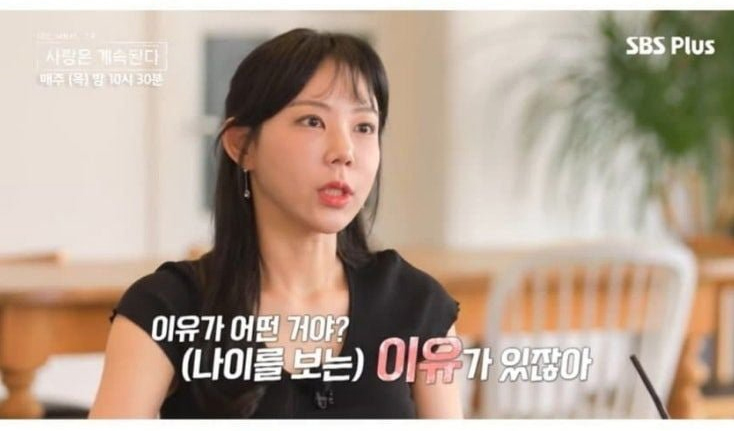 사랑은 계속된다
매주 (목) 밤 10시 30분
SBS Plus
이유가 어떤 거야?
(나이를 보는) 이유가 있잖아